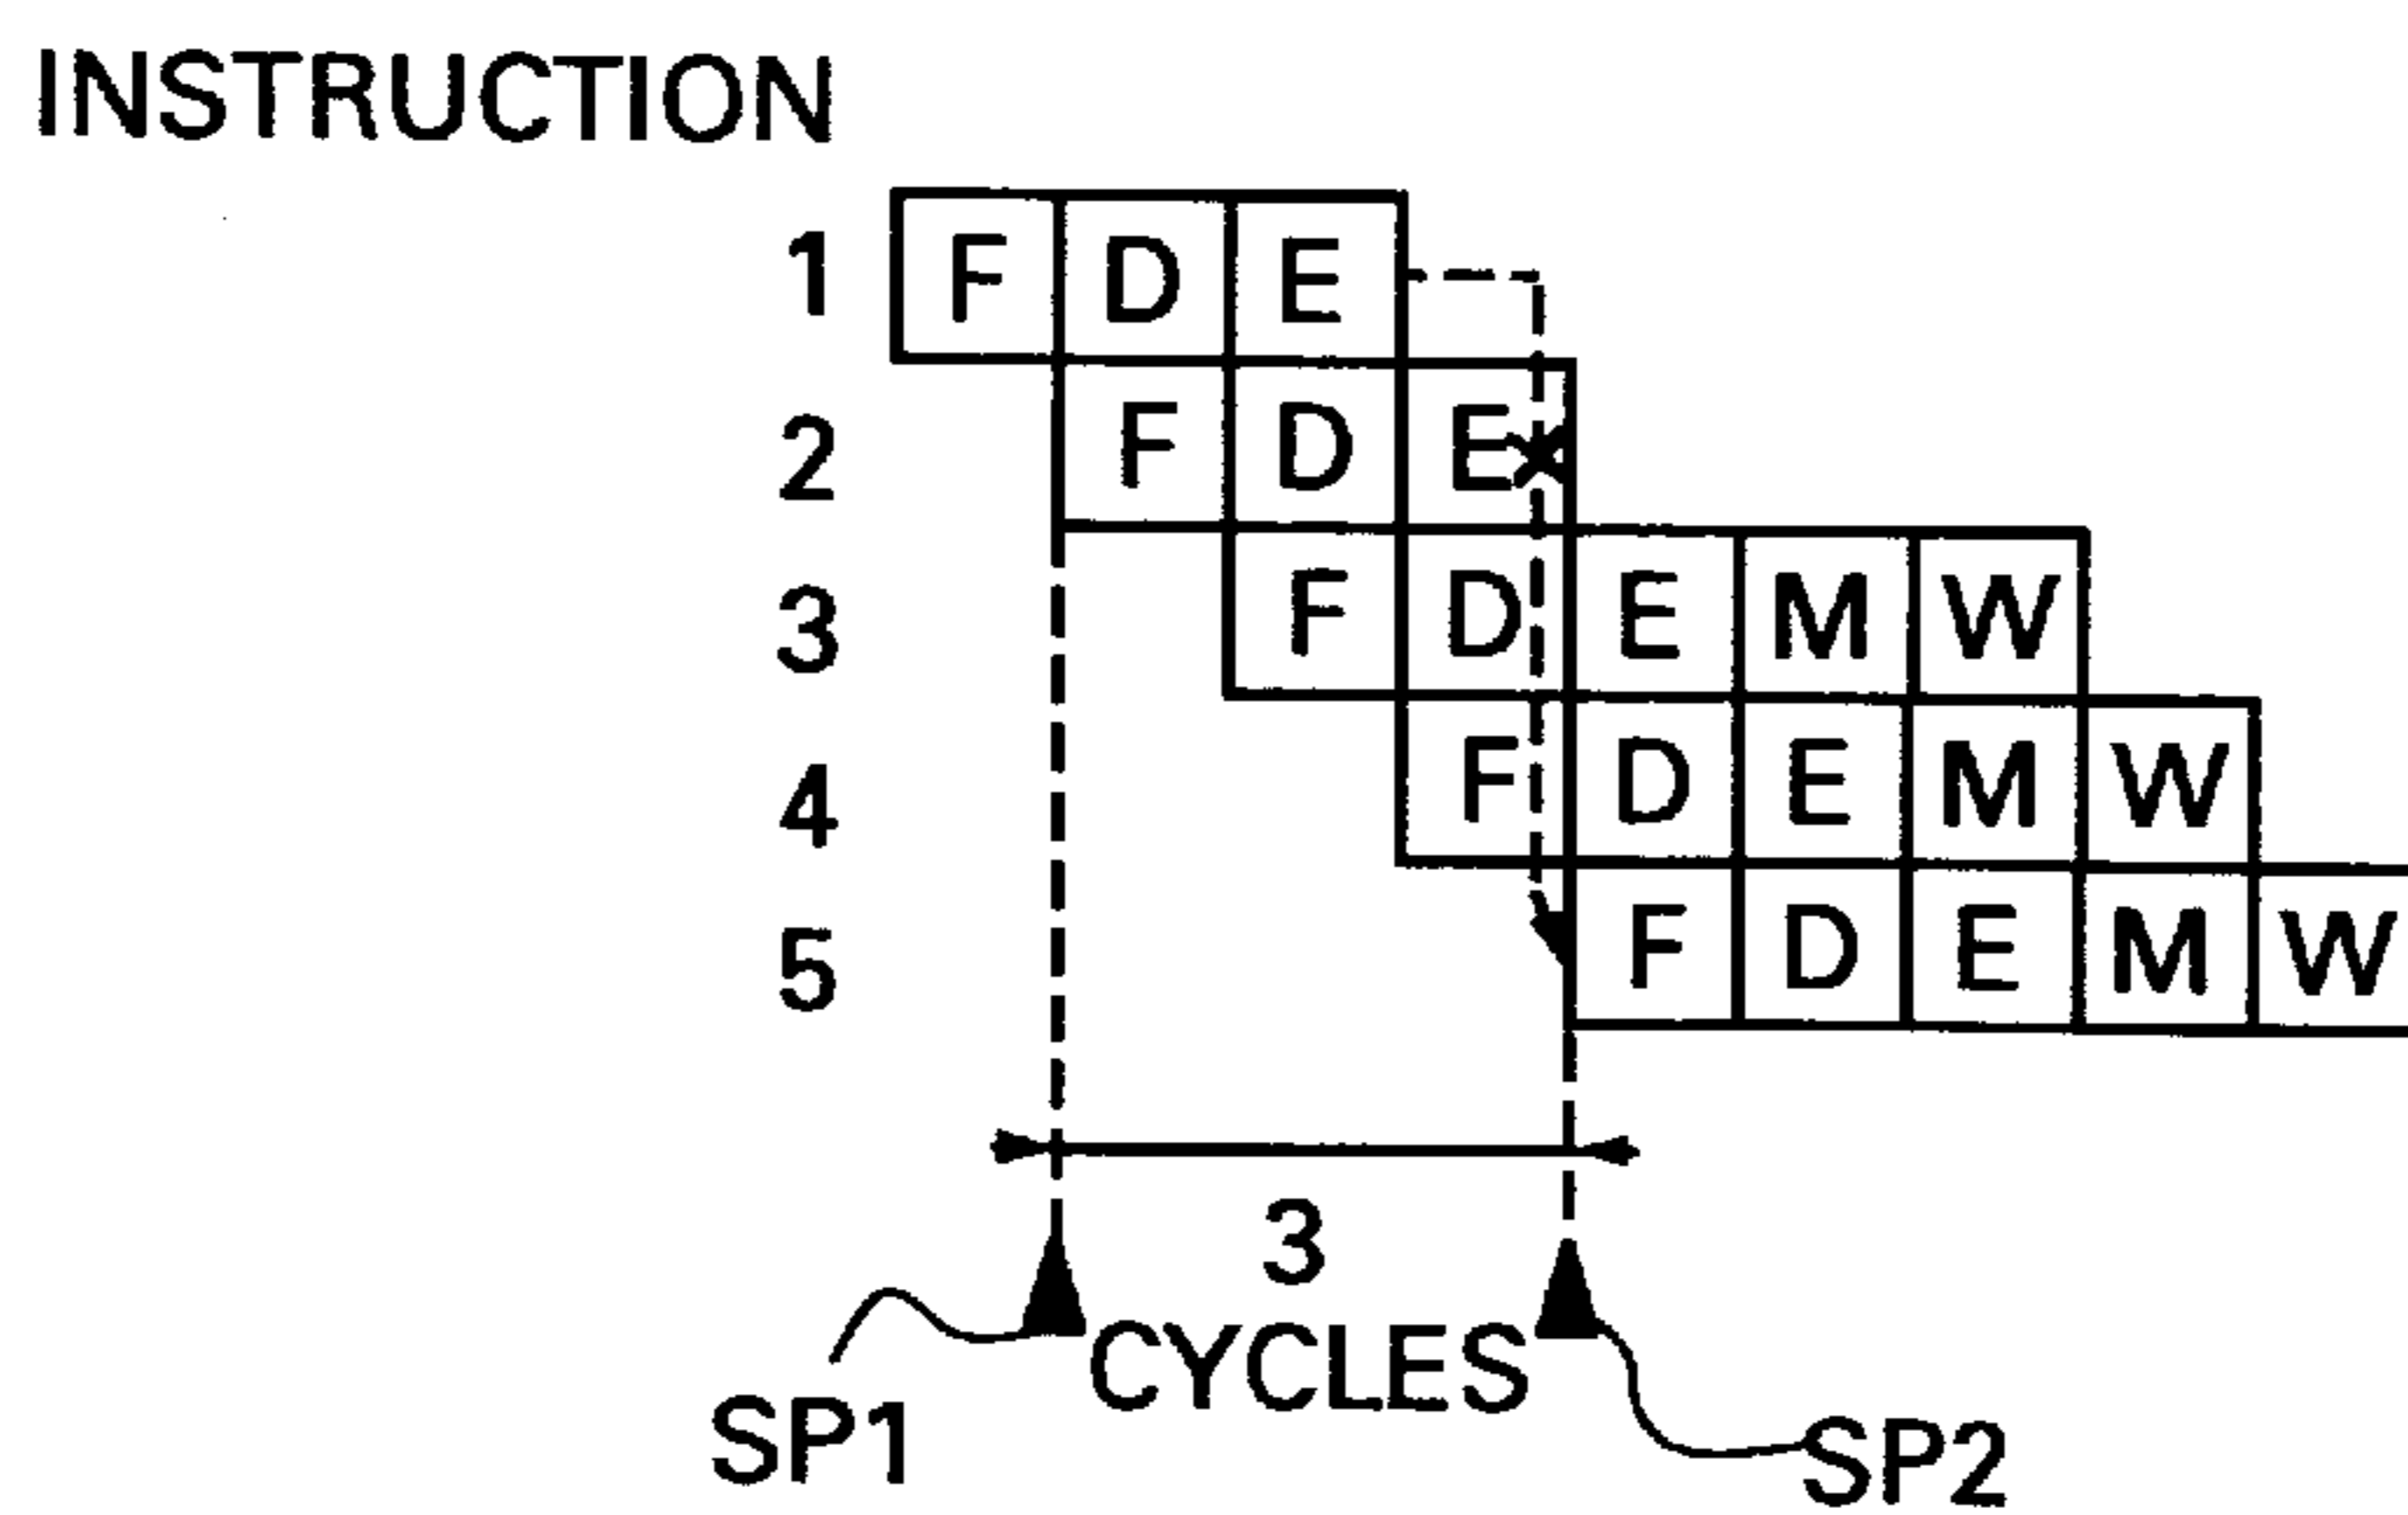 INSTRUCTION
1 F D E
2 F D E
3 F D E M W
4 F D E M W
5 F D E M W
3
CYCLES
SP1
SP2